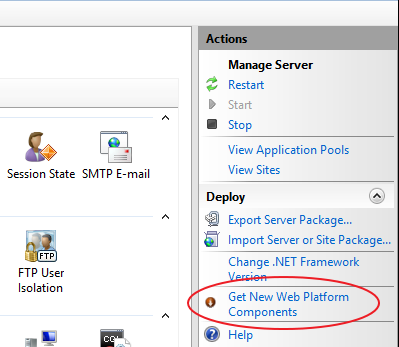 Actions
Manage Server
Restart
Start
Stop
View Application Pools
View Sites
Deploy
Export Server Package...
Import Server or Site Package...
Change .NET Framework
Version
Get New Web Platform
Components
Help
Session State
SMTP E-mail
FTP
FTP User
Isolation